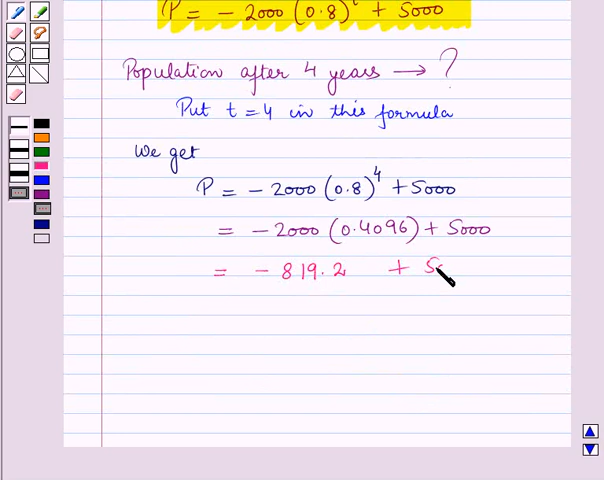 P = - 2000 (0.8)^t + 5000
Population after 4 years → ?
Put t = 4 in this formula
We get
P = - 2000 (0.8)^4 + 5000
= - 2000 (0.4096) + 5000
= - 819.2 + 5